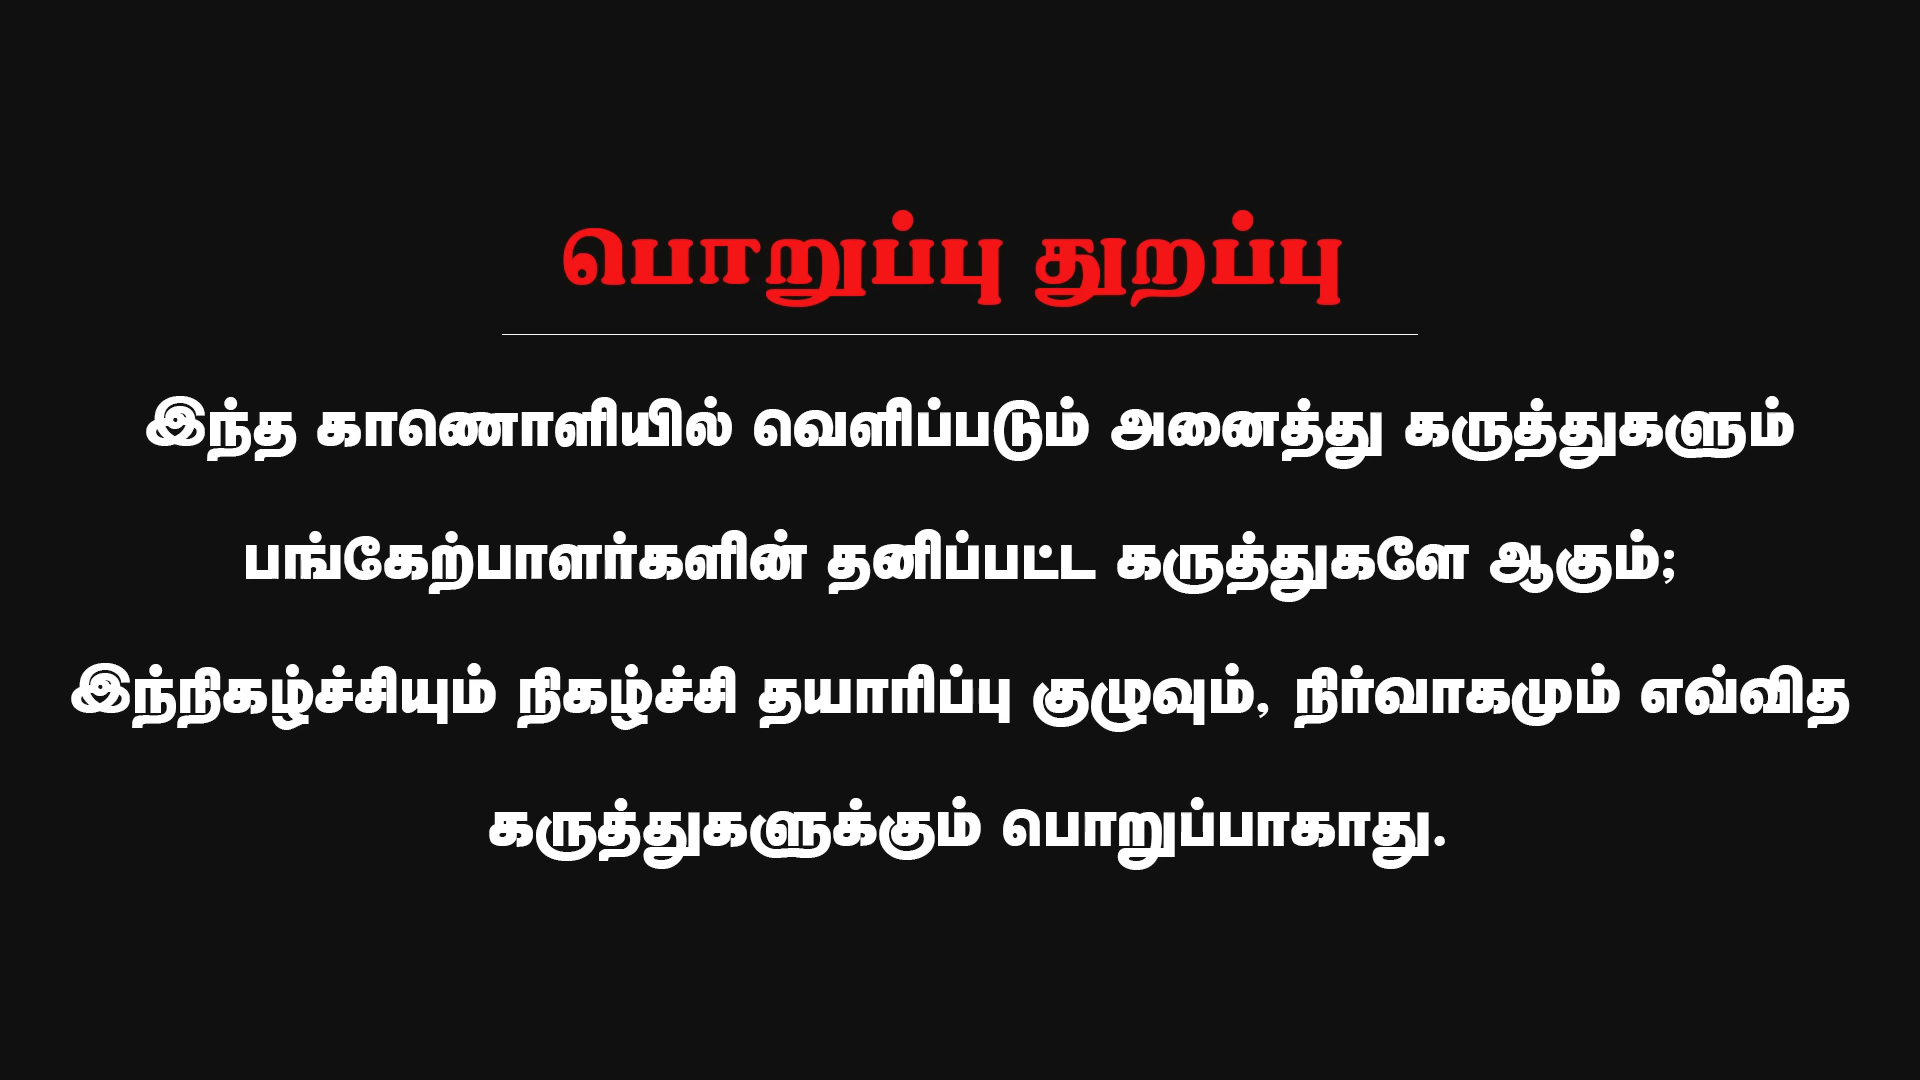 பொறுப்பு துறப்பு
இந்த காணொளியில் வெளிப்படும் அனைத்து கருத்துகளும்
பங்கேற்பாளர்களின் தனிப்பட்ட கருத்துகளே ஆகும்;
இந்நிகழ்ச்சியும் நிகழ்ச்சி தயாரிப்பு குழுவும், நிர்வாகமும் எவ்வித
கருத்துகளுக்கும் பொறுப்பாகாது.